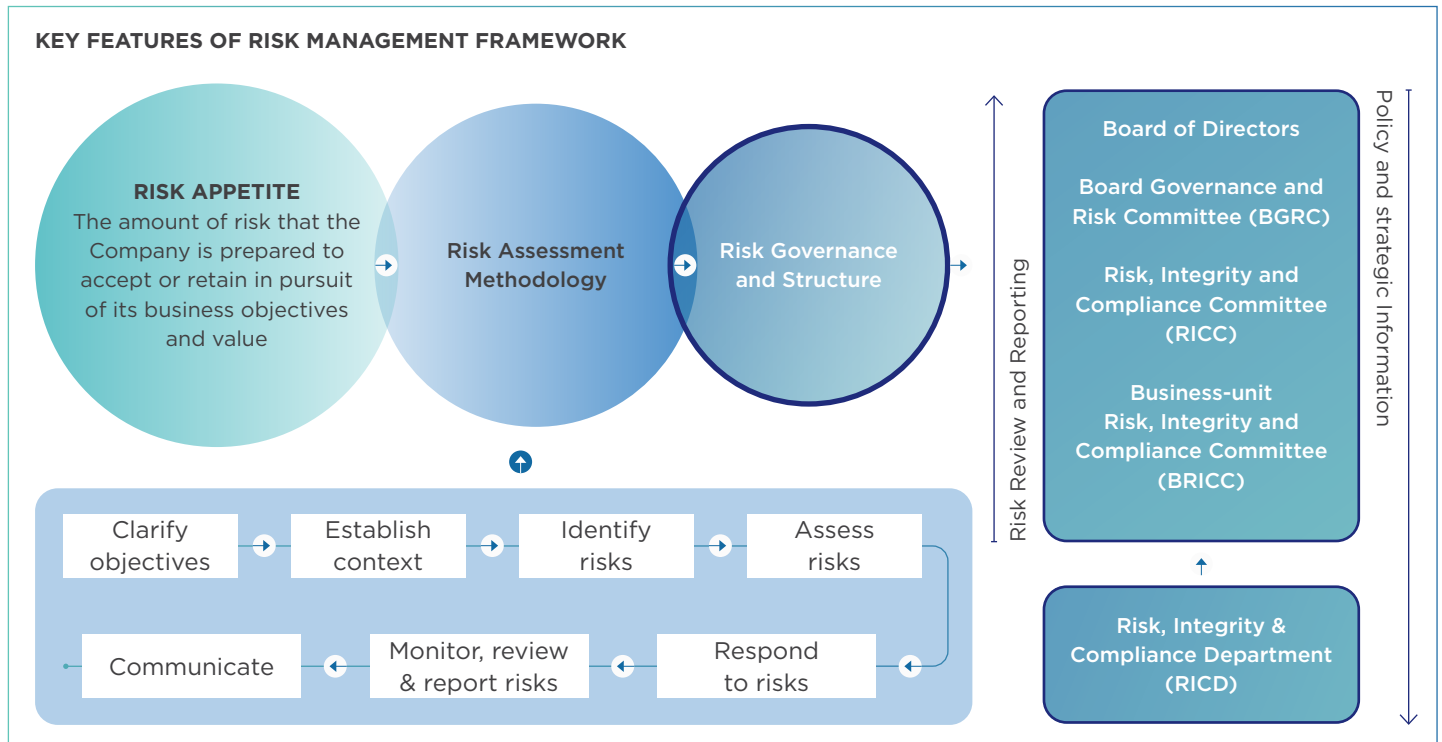 KEY FEATURES OF RISK MANAGEMENT FRAMEWORK
RISK APPETITE
The amount of risk that the
Company is prepared to
accept or retain in pursuit
of its business objectives
and value
Risk Assessment
Methodology
Risk Governance
and Structure
Clarify
objectives
Establish
context
Identify
risks
Assess
risks
Respond
to risks
Monitor, review
& report risks
Communicate
Risk Review and Reporting
Board of Directors
Board Governance and
Risk Committee (BGRC)
Risk, Integrity and
Compliance Committee
(RICC)
Business-unit
Risk, Integrity and
Compliance Committee
(BRICC)
Risk, Integrity &
Compliance Department
(RICD)
Policy and strategic Information